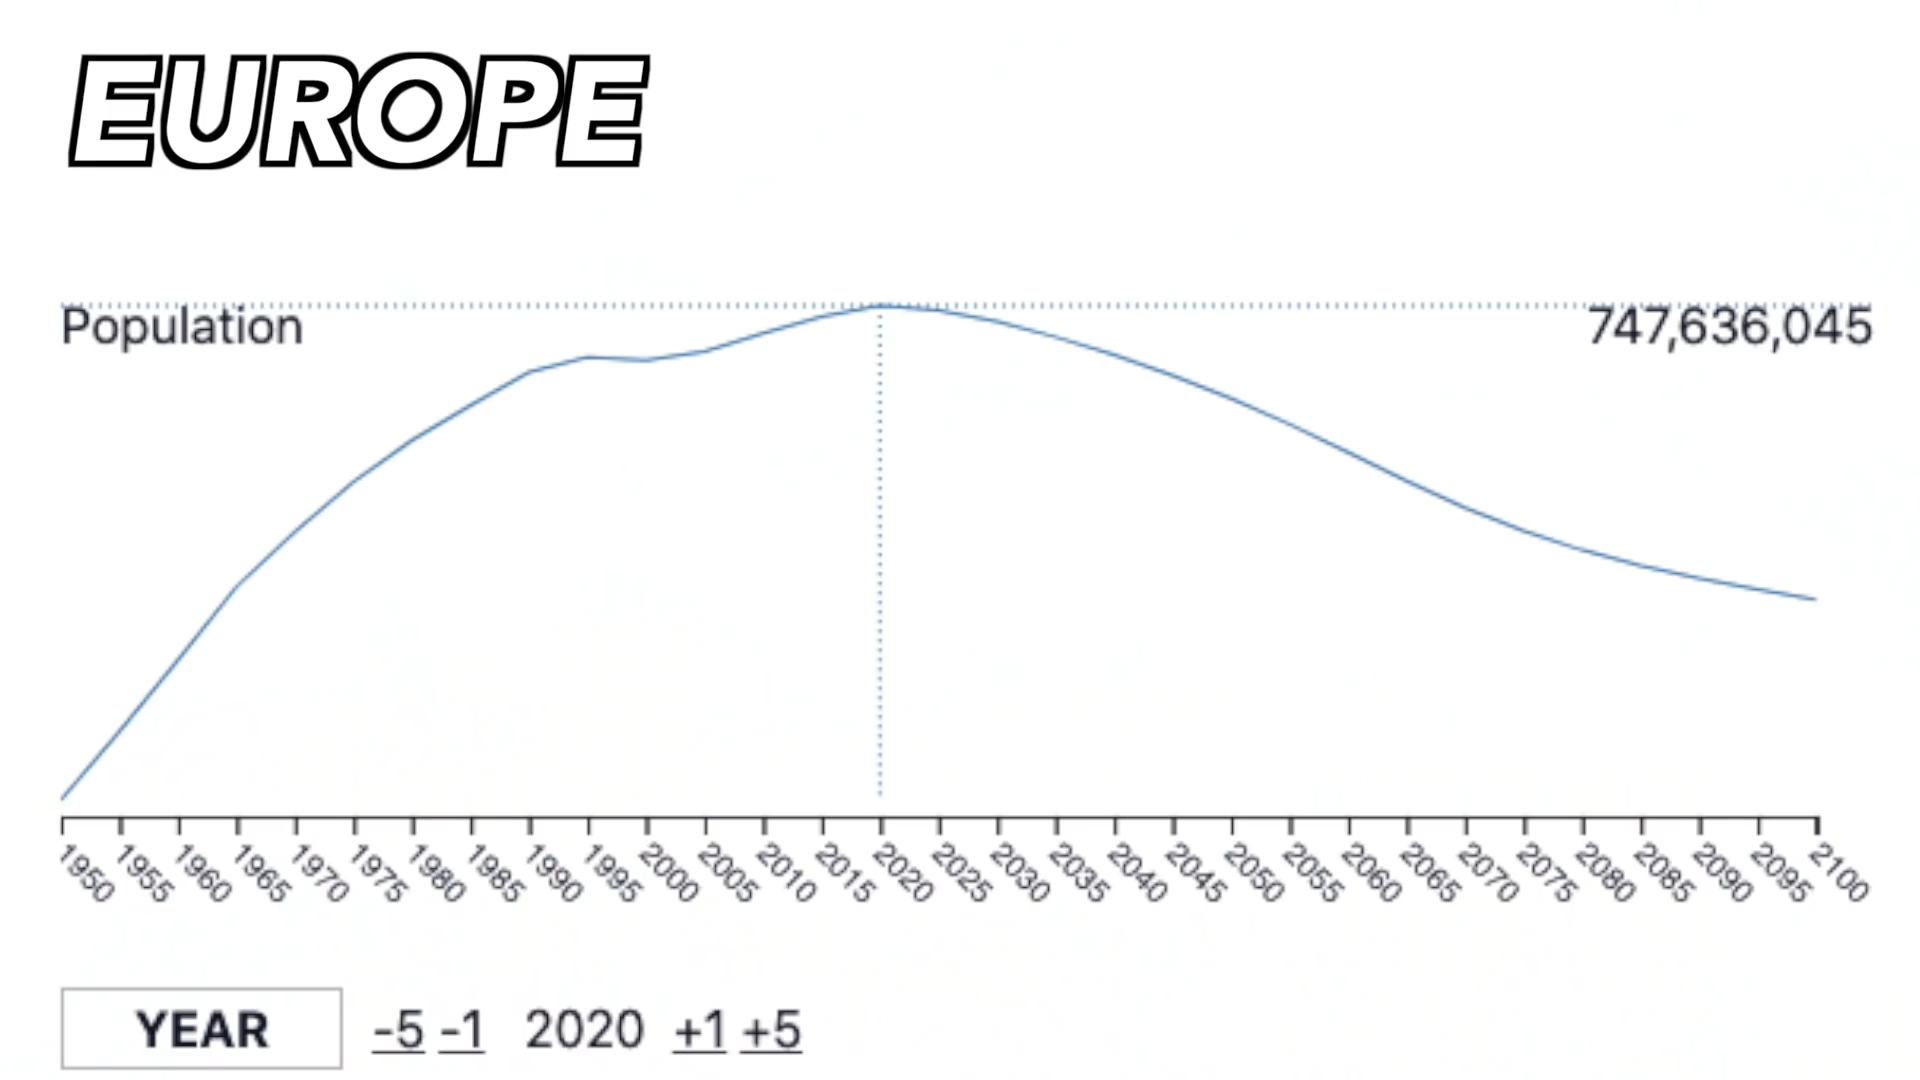 EUROPE
Population 747,636,045
1950 1955 1960 1965 1970 1975 1980 1985 1990 1995 2000 2005 2010 2015 2020 2025 2030 2035 2040 2045 2050 2055 2060 2065 2070 2075 2080 2085 2090 2095 2100
YEAR -5 -1 2020 +1 +5